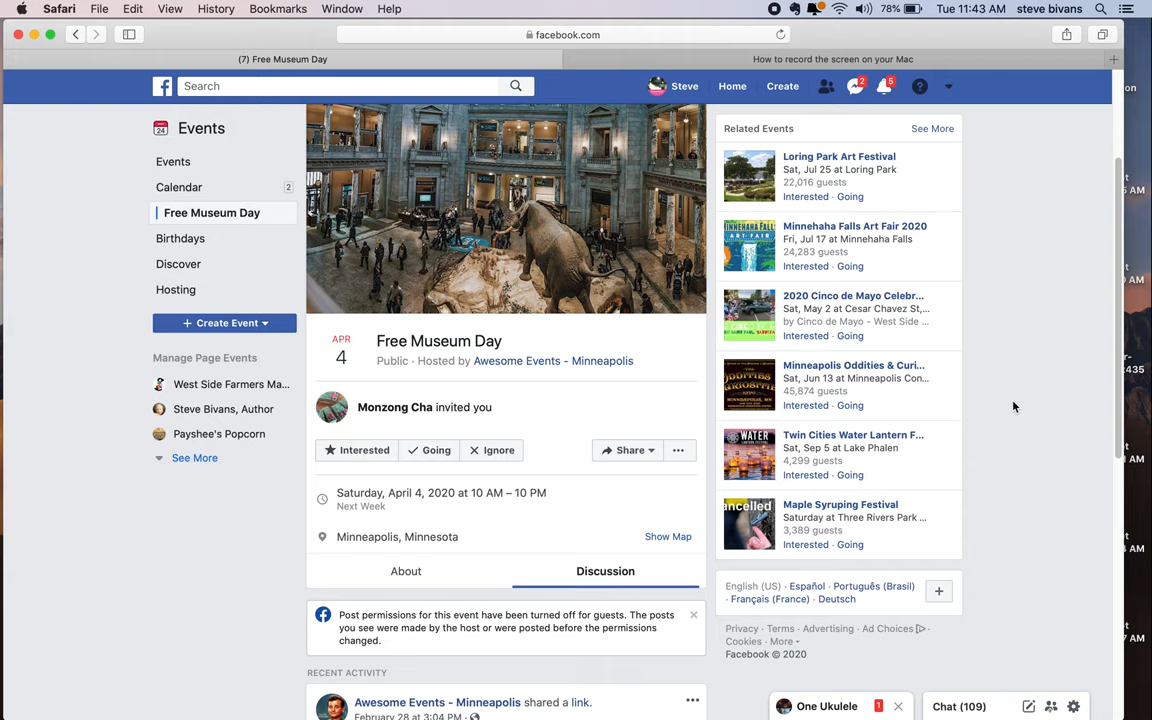 Safari File Edit View History Bookmarks Window Help
78% Tue 11:43 AM steve bivans
facebook.com
(7) Free Museum Day
How to record the screen on your Mac
Search
Steve Home Create 2 5
Events
Events
Calendar 2
Free Museum Day
Birthdays
Discover
Hosting
+ Create Event
Manage Page Events
West Side Farmers Ma...
Steve Bivans, Author
Payshee's Popcorn
See More
APR
4
Free Museum Day
Public · Hosted by Awesome Events - Minneapolis
Monzong Cha invited you
Interested Going Ignore Share
Saturday, April 4, 2020 at 10 AM – 10 PM
Next Week
Minneapolis, Minnesota Show Map
About Discussion
Post permissions for this event have been turned off for guests. The posts
you see were made by the host or were posted before the permissions
changed.
RECENT ACTIVITY
Awesome Events - Minneapolis shared a link.
February 28 at 3:04 PM ·
Related Events See More
Loring Park Art Festival
Sat, Jul 25 at Loring Park
22,016 guests
Interested · Going
Minnehaha Falls Art Fair 2020
Fri, Jul 17 at Minnehaha Falls
24,283 guests
Interested · Going
2020 Cinco de Mayo Celebr...
Sat, May 2 at Cesar Chavez St,...
by Cinco de Mayo - West Side ...
Interested · Going
Minneapolis Oddities & Curi...
Sat, Jun 13 at Minneapolis Con...
45,874 guests
Interested · Going
Twin Cities Water Lantern F...
Sat, Sep 5 at Lake Phalen
4,299 guests
Interested · Going
Maple Syruping Festival
Saturday at Three Rivers Park ...
3,389 guests
Interested · Going
English (US) · Español · Português (Brasil)
· Français (France) · Deutsch
Privacy · Terms · Advertising · Ad Choices ·
Cookies · More
Facebook © 2020
One Ukulele 1
Chat (109)